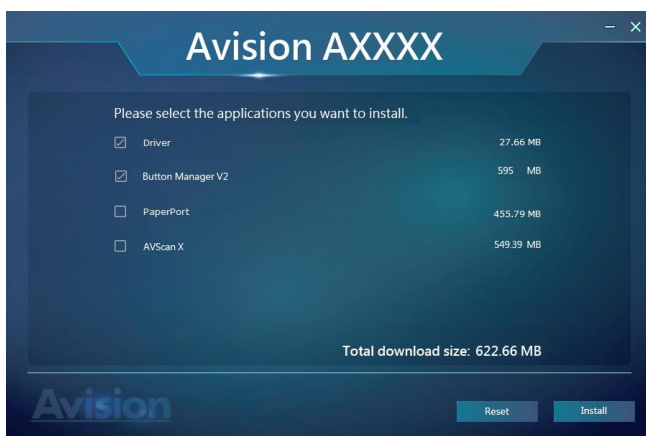 Avision AXXXX
Please select the applications you want to install.
Driver 27.66 MB
Button Manager V2 595 MB
PaperPort 455.79 MB
AVScan X 549.39 MB
Total download size: 622.66 MB
Avision
Reset Install